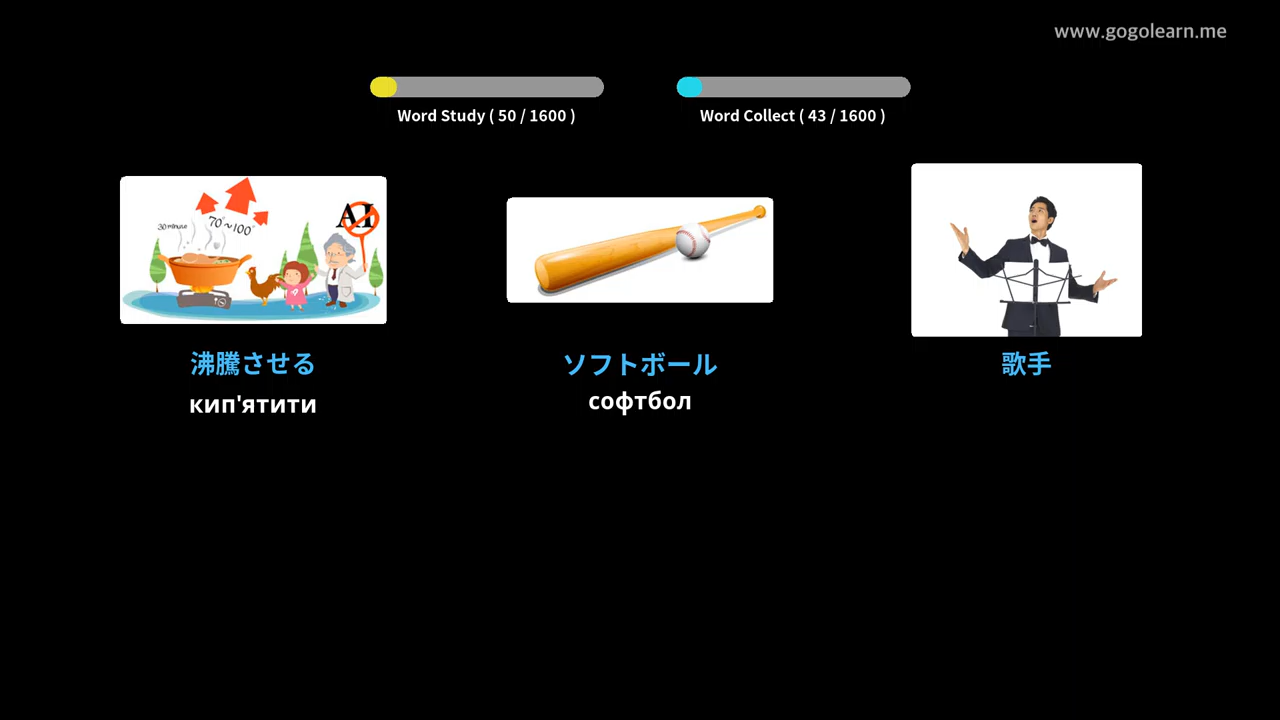 www.gogolearn.me
Word Study ( 50 / 1600 )
Word Collect ( 43 / 1600 )
30 minute
70°~100°
AI
沸騰させる
ソフトボール
歌手
кип'ятити
софтбол